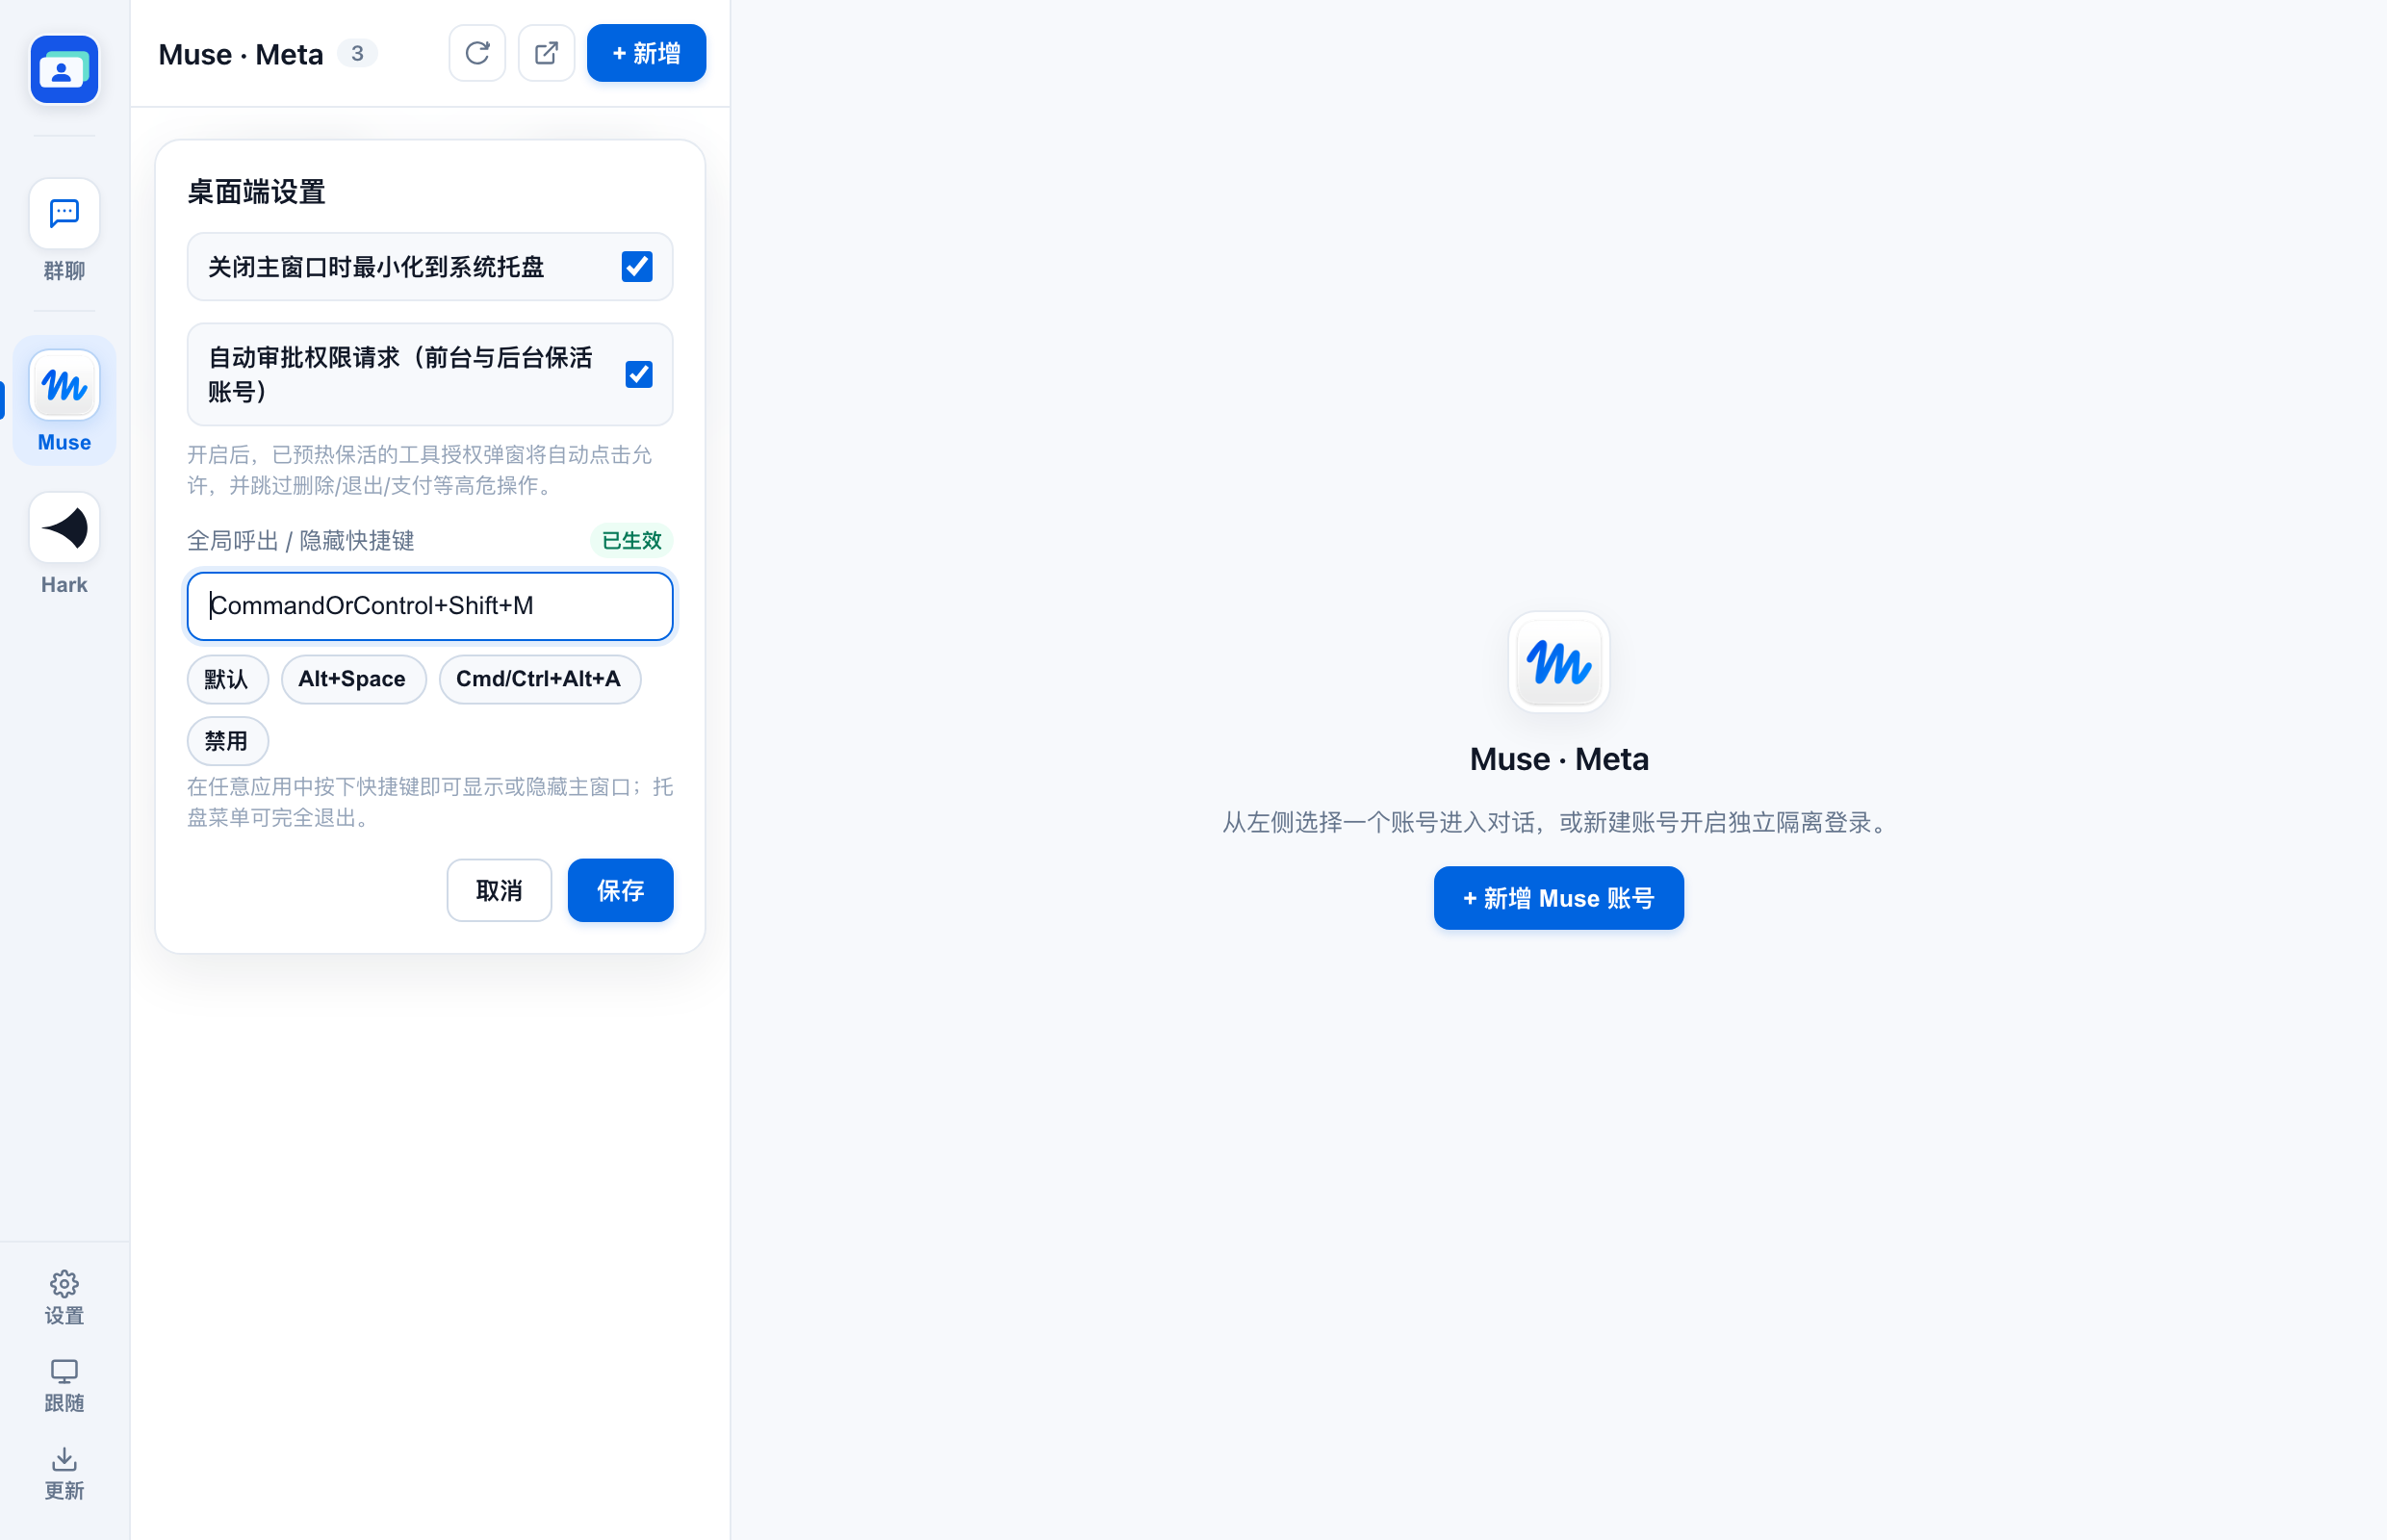 群聊
Muse
Hark
设置
跟随
更新
Muse · Meta 3
+ 新增
桌面端设置
关闭主窗口时最小化到系统托盘
自动审批权限请求（前台与后台保活
账号）
开启后，已预热保活的工具授权弹窗将自动点击允
许，并跳过删除/退出/支付等高危操作。
全局呼出 / 隐藏快捷键 已生效
CommandOrControl+Shift+M
默认 Alt+Space Cmd/Ctrl+Alt+A
禁用
在任意应用中按下快捷键即可显示或隐藏主窗口；托
盘菜单可完全退出。
取消 保存
Muse · Meta
从左侧选择一个账号进入对话，或新建账号开启独立隔离登录。
+ 新增 Muse 账号